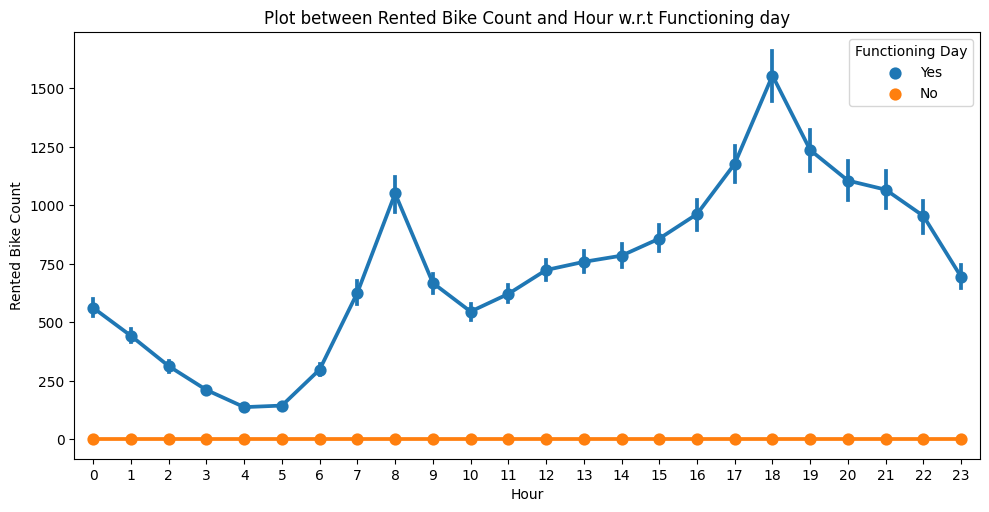 Plot between Rented Bike Count and Hour w.r.t Functioning day
Functioning Day
Yes
No
Rented Bike Count
1500
1250
1000
750
500
250
0
0 1 2 3 4 5 6 7 8 9 10 11 12 13 14 15 16 17 18 19 20 21 22 23
Hour